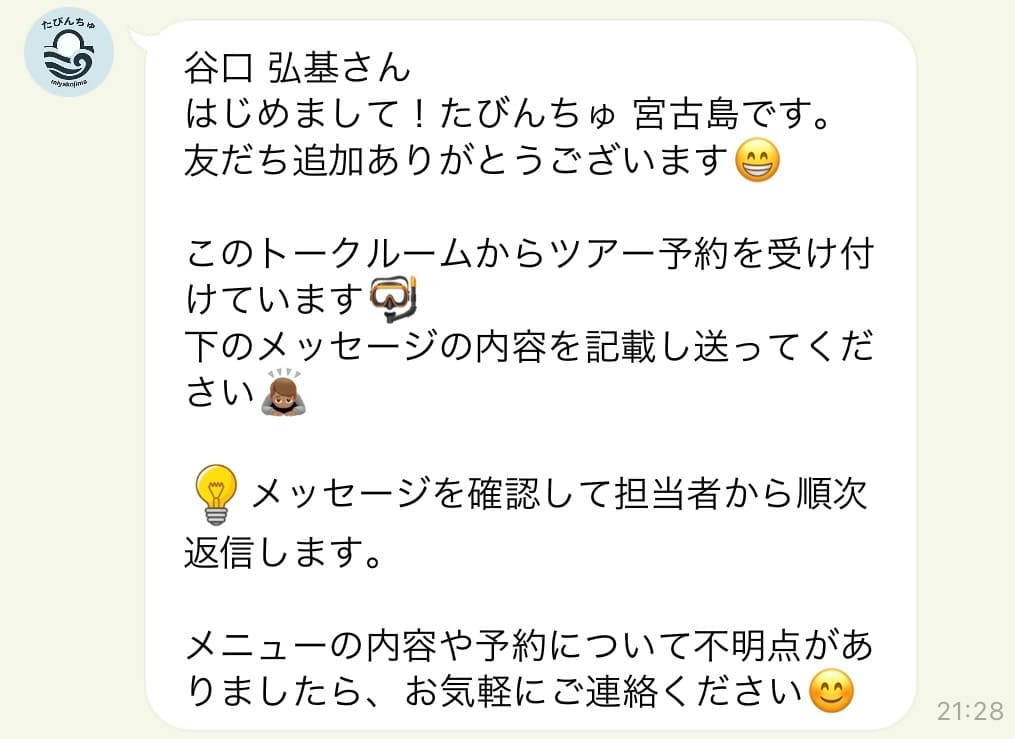 たびんちゅ
miyakojima
谷口 弘基さん
はじめまして！たびんちゅ 宮古島です。
友だち追加ありがとうございます😁
このトークルームからツアー予約を受け付
けています🤿
下のメッセージの内容を記載し送ってくだ
さい🙇🏽‍♂️
💡メッセージを確認して担当者から順次
返信します。
メニューの内容や予約について不明点があ
りましたら、お気軽にご連絡ください😊
21:28